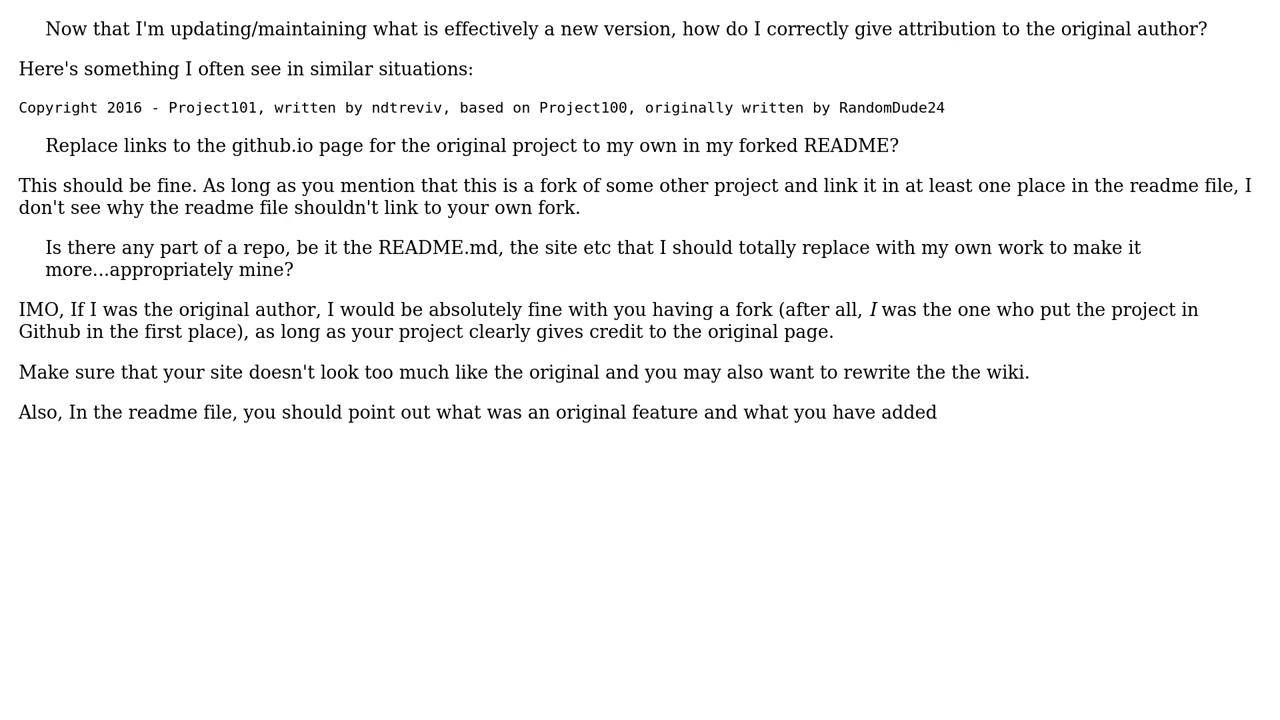 Now that I'm updating/maintaining what is effectively a new version, how do I correctly give attribution to the original author?
Here's something I often see in similar situations:
Copyright 2016 - Project101, written by ndtreviv, based on Project100, originally written by RandomDude24
Replace links to the github.io page for the original project to my own in my forked README?
This should be fine. As long as you mention that this is a fork of some other project and link it in at least one place in the readme file, I
don't see why the readme file shouldn't link to your own fork.
Is there any part of a repo, be it the README.md, the site etc that I should totally replace with my own work to make it
more...appropriately mine?
IMO, If I was the original author, I would be absolutely fine with you having a fork (after all, I was the one who put the project in
Github in the first place), as long as your project clearly gives credit to the original page.
Make sure that your site doesn't look too much like the original and you may also want to rewrite the the wiki.
Also, In the readme file, you should point out what was an original feature and what you have added